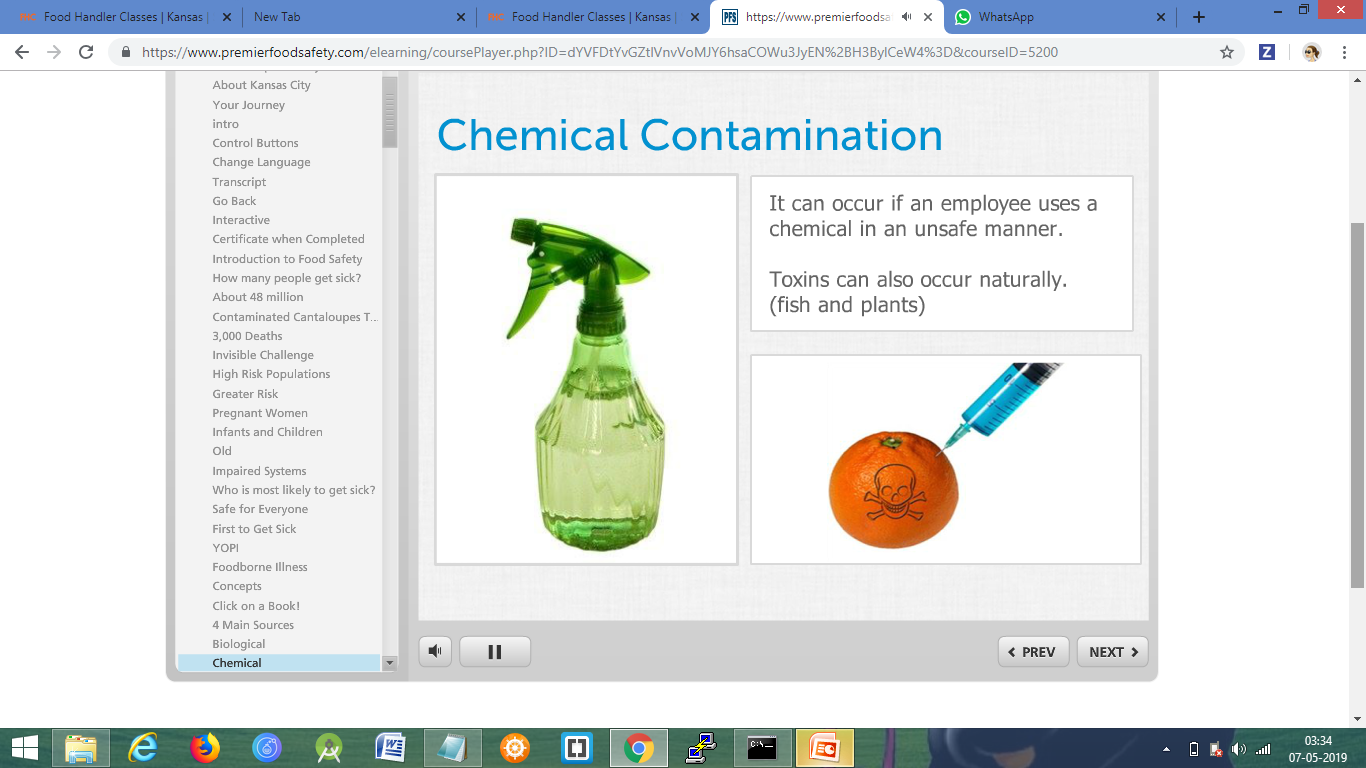 Food Handler Classes | Kansas
New Tab
Food Handler Classes | Kansas
https://www.premierfoodsa
WhatsApp
https://www.premierfoodsafety.com/elearning/coursePlayer.php?ID=dYVFDtYvGZtlVnvVoMJY6hsaCOWu3JyEN%2BH3BylCeW4%3D&courseID=5200
About Kansas City
Your Journey
intro
Control Buttons
Change Language
Transcript
Go Back
Interactive
Certificate when Completed
Introduction to Food Safety
How many people get sick?
About 48 million
Contaminated Cantaloupes T...
3,000 Deaths
Invisible Challenge
High Risk Populations
Greater Risk
Pregnant Women
Infants and Children
Old
Impaired Systems
Who is most likely to get sick?
Safe for Everyone
First to Get Sick
YOPI
Foodborne Illness
Concepts
Click on a Book!
4 Main Sources
Biological
Chemical
Chemical Contamination
It can occur if an employee uses a
chemical in an unsafe manner.
Toxins can also occur naturally.
(fish and plants)
PREV
NEXT
03:34
07-05-2019